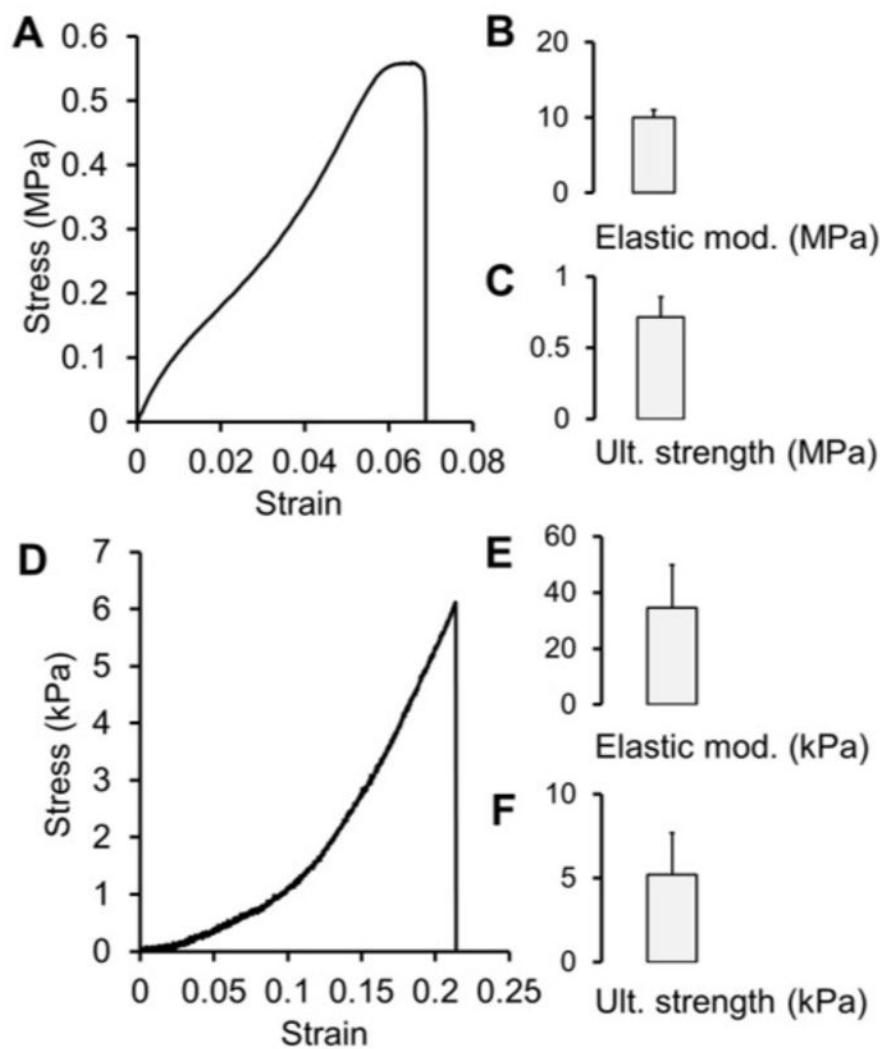 A
Stress (MPa)
0.6
0.5
0.4
0.3
0.2
0.1
0
0 0.02 0.04 0.06 0.08
Strain
B
20
10
0
Elastic mod. (MPa)
C
1
0.5
0
Ult. strength (MPa)
D
Stress (kPa)
7
6
5
4
3
2
1
0
0 0.05 0.1 0.15 0.2 0.25
Strain
E
60
40
20
0
Elastic mod. (kPa)
F
10
5
0
Ult. strength (kPa)